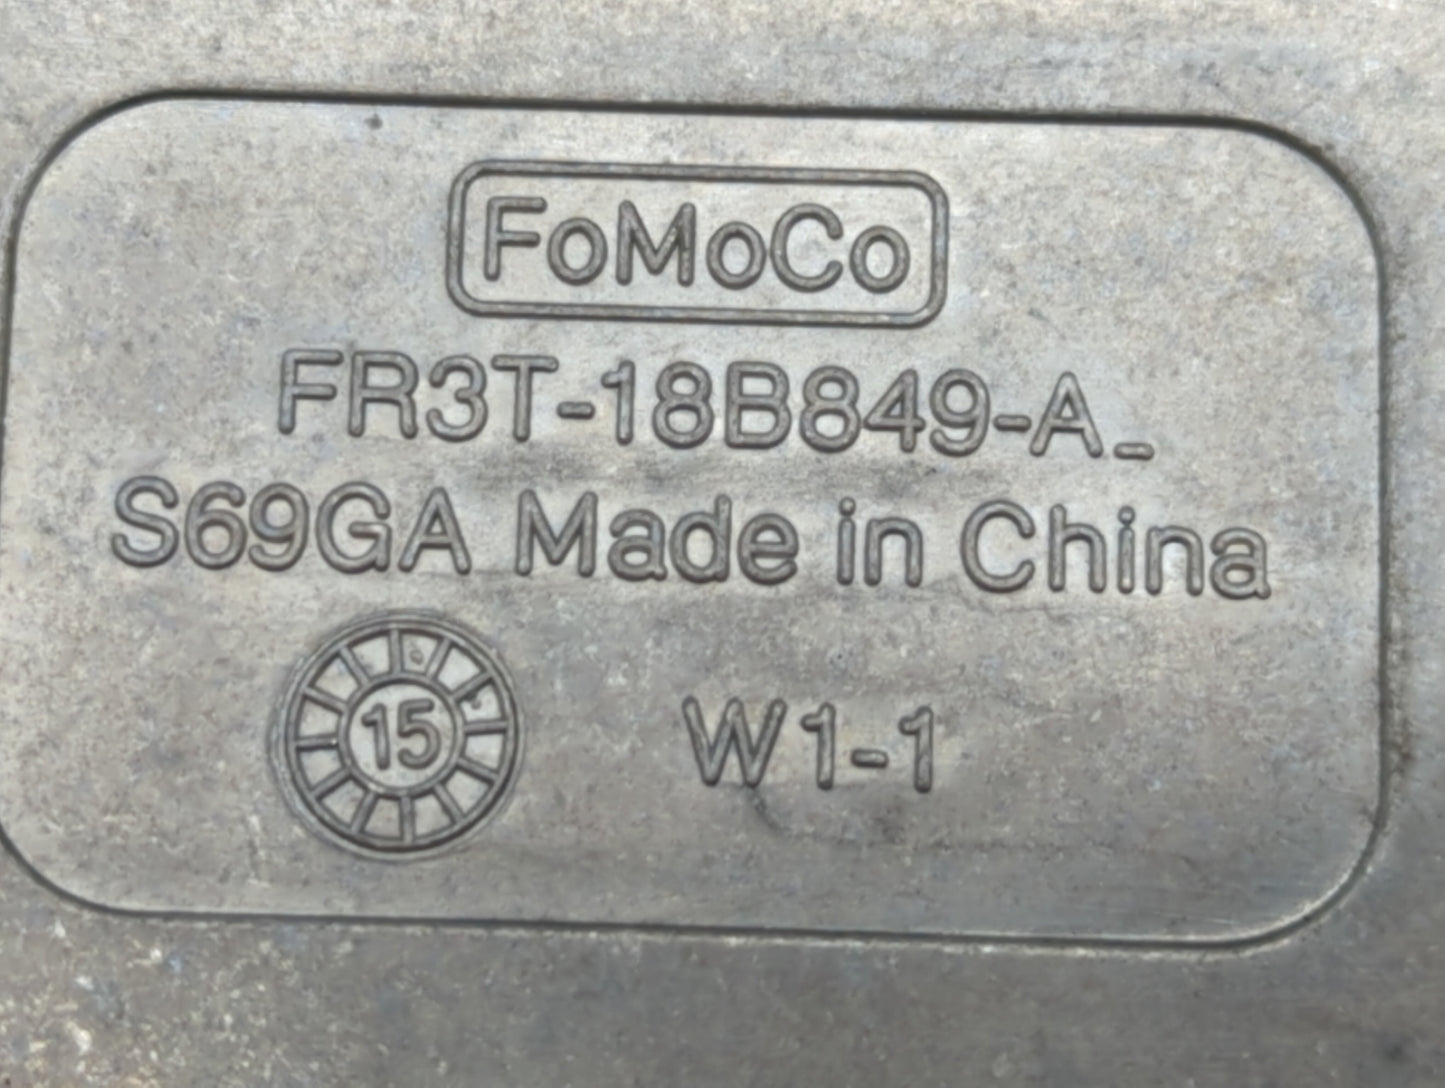 FoMoCo
FR3T-18B849-A_
S69GA Made in China
15
W1-1